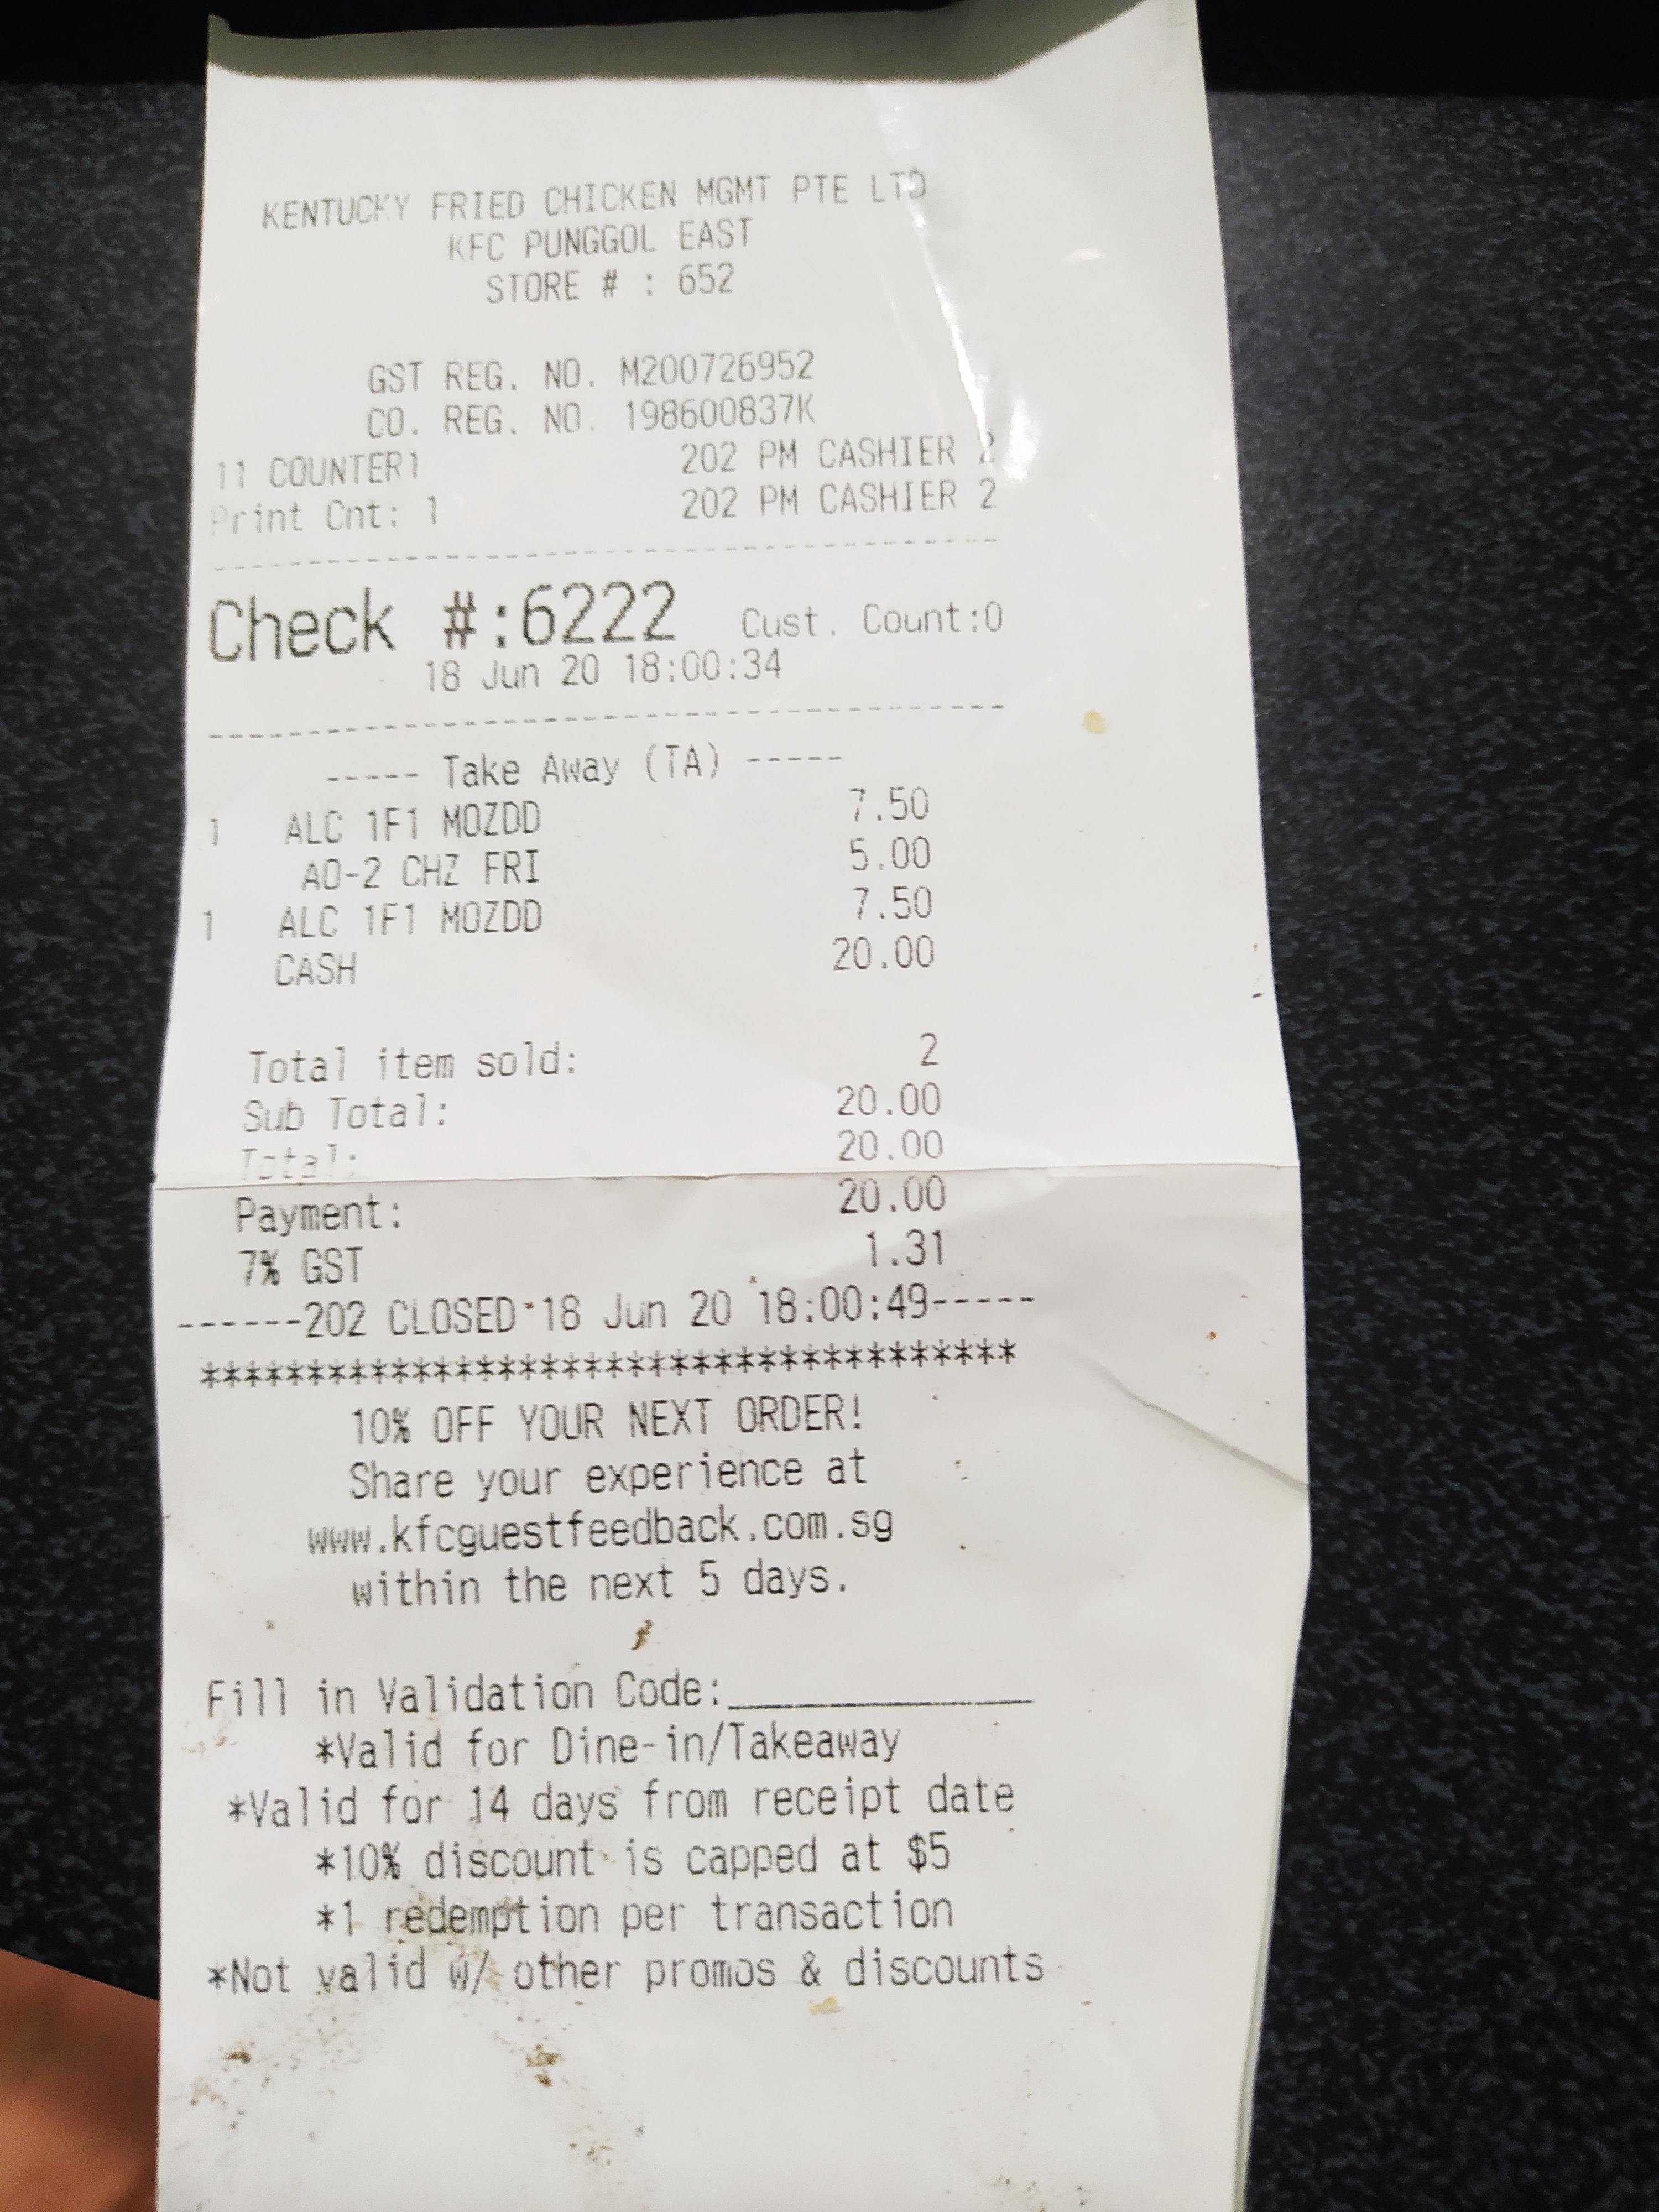 KENTUCKY FRIED CHICKEN MGMT PTE LTD
KFC PUNGGOL EAST
STORE # : 652
GST REG. NO. M200726952
CO. REG. NO. 198600837K
11 COUNTER1 202 PM CASHIER 2
Print Cnt: 1 202 PM CASHIER 2
--------------------------------------
Check #:6222 Cust. Count:0
18 Jun 20 18:00:34
--------------------------------------
----- Take Away (TA) -----
1 ALC 1F1 MOZDD 7.50
AO-2 CHZ FRI 5.00
1 ALC 1F1 MOZDD 7.50
CASH 20.00
Total item sold: 2
Sub Total: 20.00
Total: 20.00
Payment: 20.00
7% GST 1.31
------202 CLOSED 18 Jun 20 18:00:49-----
**************************************
10% OFF YOUR NEXT ORDER!
Share your experience at
www.kfcguestfeedback.com.sg
within the next 5 days.
Fill in Validation Code:______________
*Valid for Dine-in/Takeaway
*Valid for 14 days from receipt date
*10% discount is capped at $5
*1 redemption per transaction
*Not valid w/ other promos & discounts